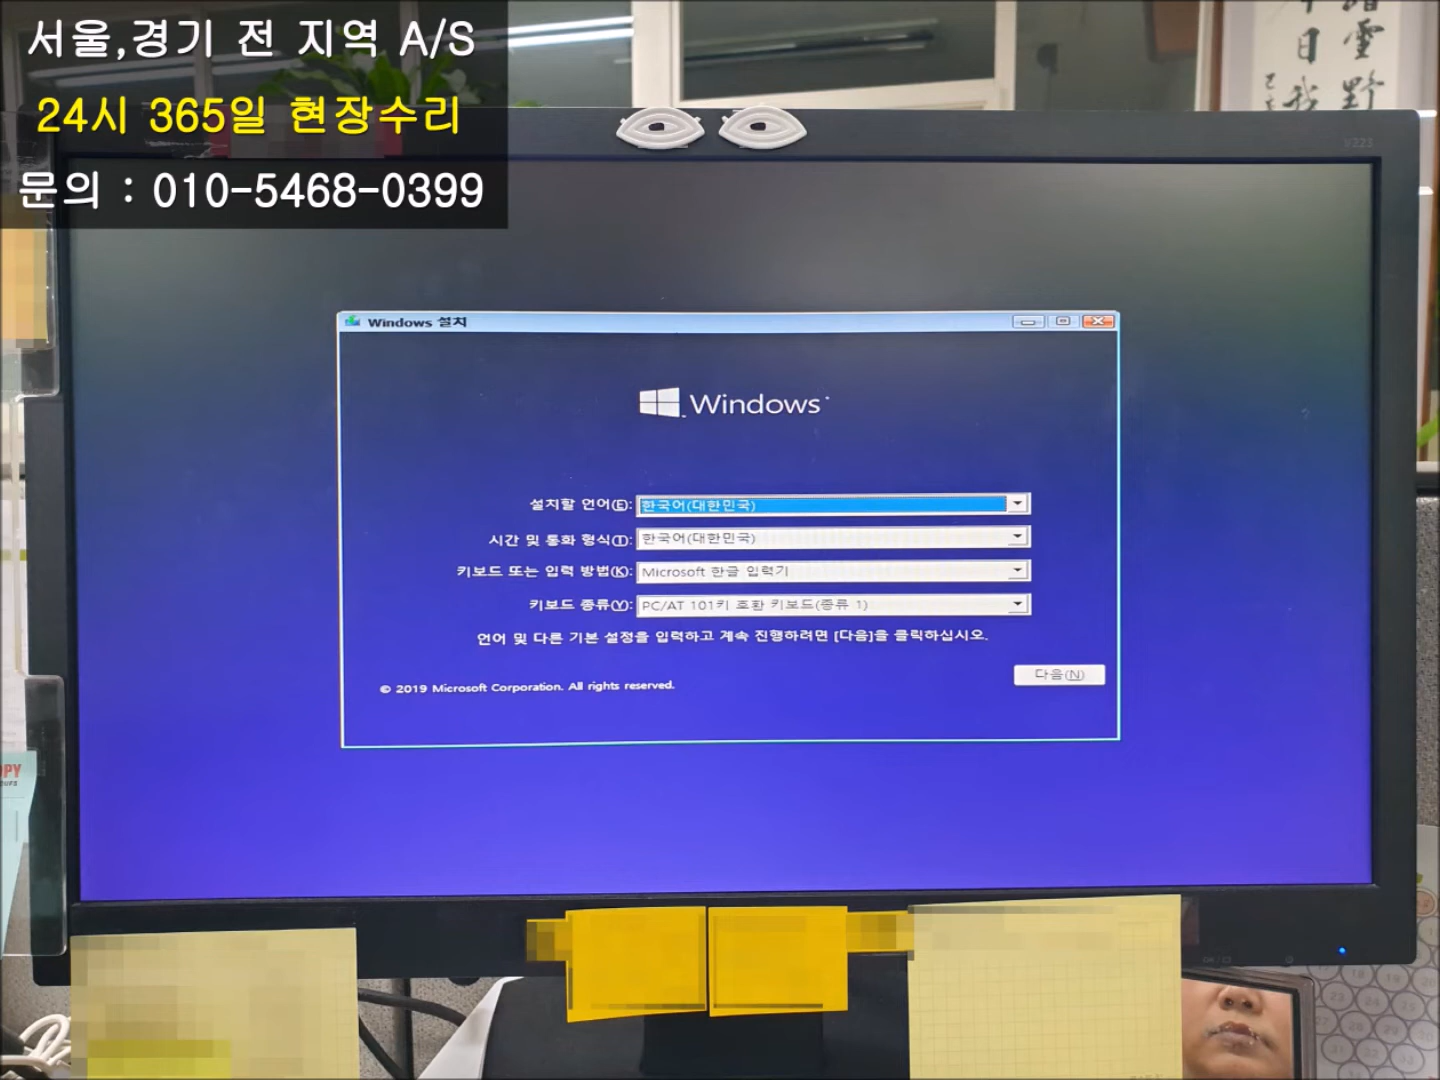 서울,경기 전 지역 A/S
24시 365일 현장수리
문의 : 010-5468-0399
Windows 설치
Windows
설치할 언어(E): 한국어(대한민국)
시간 및 통화 형식(T): 한국어(대한민국)
키보드 또는 입력 방법(K): Microsoft 한글 입력기
키보드 종류(Y): PC/AT 101키 호환 키보드(종류 1)
언어 및 다른 기본 설정을 입력하고 계속 진행하려면 [다음]을 클릭하십시오.
다음(N)
© 2019 Microsoft Corporation. All rights reserved.